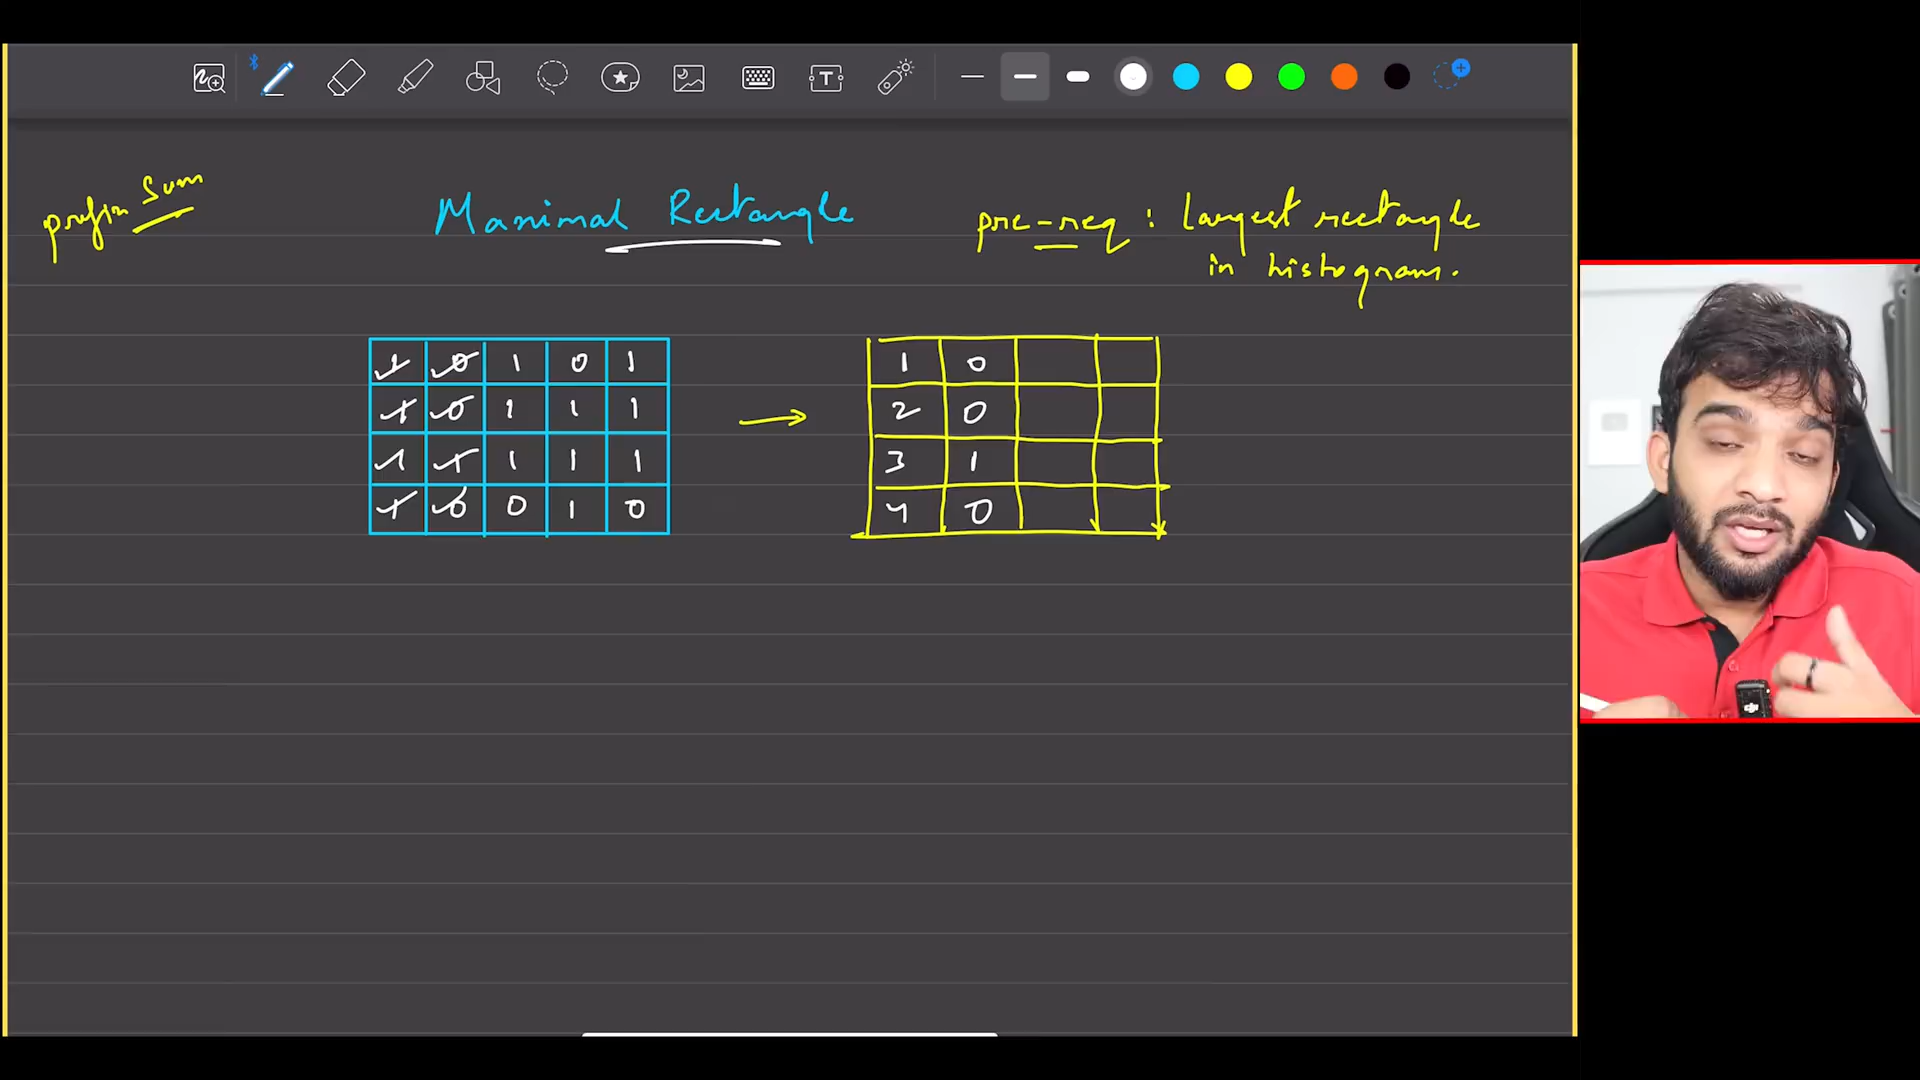 prefix Sum
Maximal Rectangle
pre-req : Largest rectangle
in histogram.
1 0 1 0 1
1 0 1 1 1
1 1 1 1 1
1 0 0 1 0
1 0
2 0
3 1
4 0
T